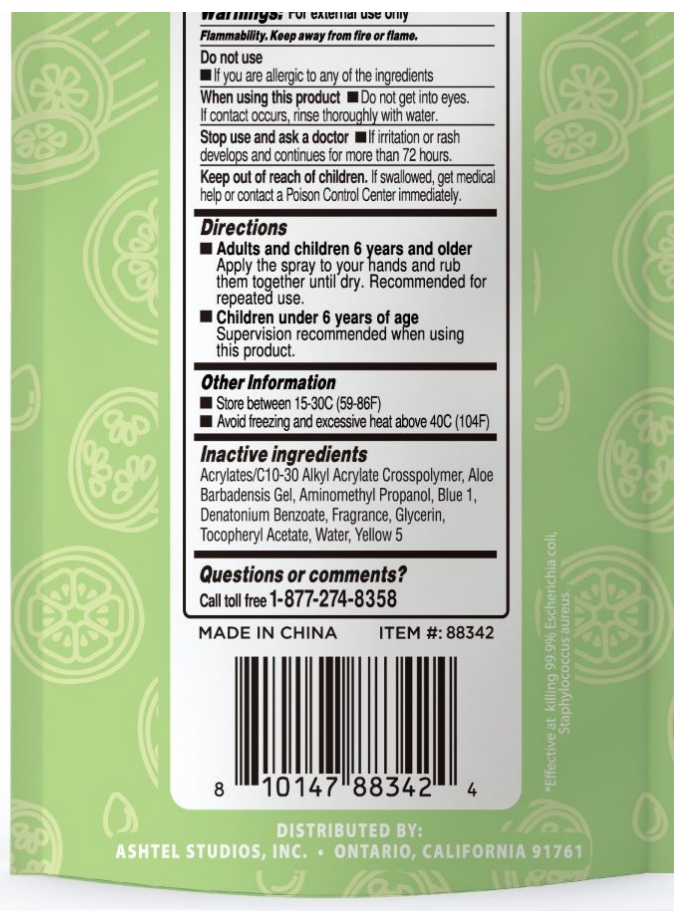 Warnings: For external use only
Flammability. Keep away from fire or flame.
Do not use
■ If you are allergic to any of the ingredients
When using this product ■ Do not get into eyes.
If contact occurs, rinse thoroughly with water.
Stop use and ask a doctor ■ If irritation or rash
develops and continues for more than 72 hours.
Keep out of reach of children. If swallowed, get medical
help or contact a Poison Control Center immediately.
Directions
■ Adults and children 6 years and older
Apply the spray to your hands and rub
them together until dry. Recommended for
repeated use.
■ Children under 6 years of age
Supervision recommended when using
this product.
Other Information
■ Store between 15-30C (59-86F)
■ Avoid freezing and excessive heat above 40C (104F)
Inactive ingredients
Acrylates/C10-30 Alkyl Acrylate Crosspolymer, Aloe
Barbadensis Gel, Aminomethyl Propanol, Blue 1,
Denatonium Benzoate, Fragrance, Glycerin,
Tocopheryl Acetate, Water, Yellow 5
Questions or comments?
Call toll free 1-877-274-8358
MADE IN CHINA ITEM #: 88342
8 10147 88342 4
*Effective at killing 99.9% Escherichia coli,
Staphylococcus aureus.
DISTRIBUTED BY:
ASHTEL STUDIOS, INC. • ONTARIO, CALIFORNIA 91761